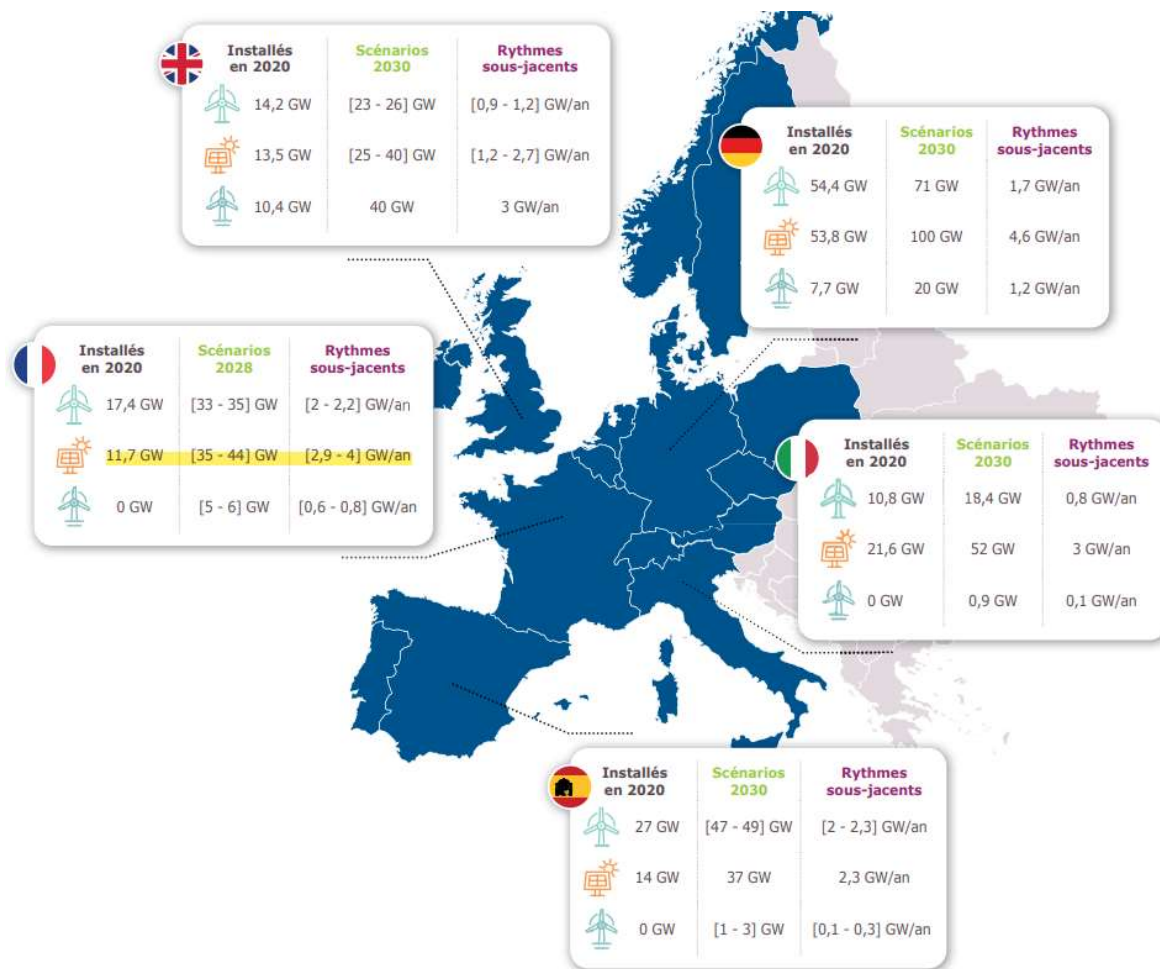 Installés Scénarios Rythmes
en 2020 2030 sous-jacents
14,2 GW [23 - 26] GW [0,9 - 1,2] GW/an
13,5 GW [25 - 40] GW [1,2 - 2,7] GW/an
10,4 GW 40 GW 3 GW/an
Installés Scénarios Rythmes
en 2020 2030 sous-jacents
54,4 GW 71 GW 1,7 GW/an
53,8 GW 100 GW 4,6 GW/an
7,7 GW 20 GW 1,2 GW/an
Installés Scénarios Rythmes
en 2020 2028 sous-jacents
17,4 GW [33 - 35] GW [2 - 2,2] GW/an
11,7 GW [35 - 44] GW [2,9 - 4] GW/an
0 GW [5 - 6] GW [0,6 - 0,8] GW/an
Installés Scénarios Rythmes
en 2020 2030 sous-jacents
10,8 GW 18,4 GW 0,8 GW/an
21,6 GW 52 GW 3 GW/an
0 GW 0,9 GW 0,1 GW/an
Installés Scénarios Rythmes
en 2020 2030 sous-jacents
27 GW [47 - 49] GW [2 - 2,3] GW/an
14 GW 37 GW 2,3 GW/an
0 GW [1 - 3] GW [0,1 - 0,3] GW/an